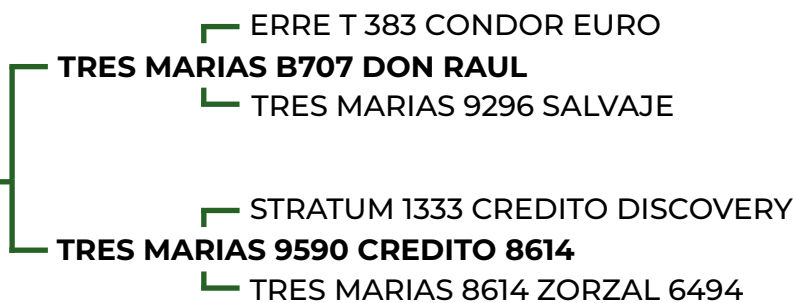 ERRE T 383 CONDOR EURO
TRES MARIAS B707 DON RAUL
TRES MARIAS 9296 SALVAJE
STRATUM 1333 CREDITO DISCOVERY
TRES MARIAS 9590 CREDITO 8614
TRES MARIAS 8614 ZORZAL 6494